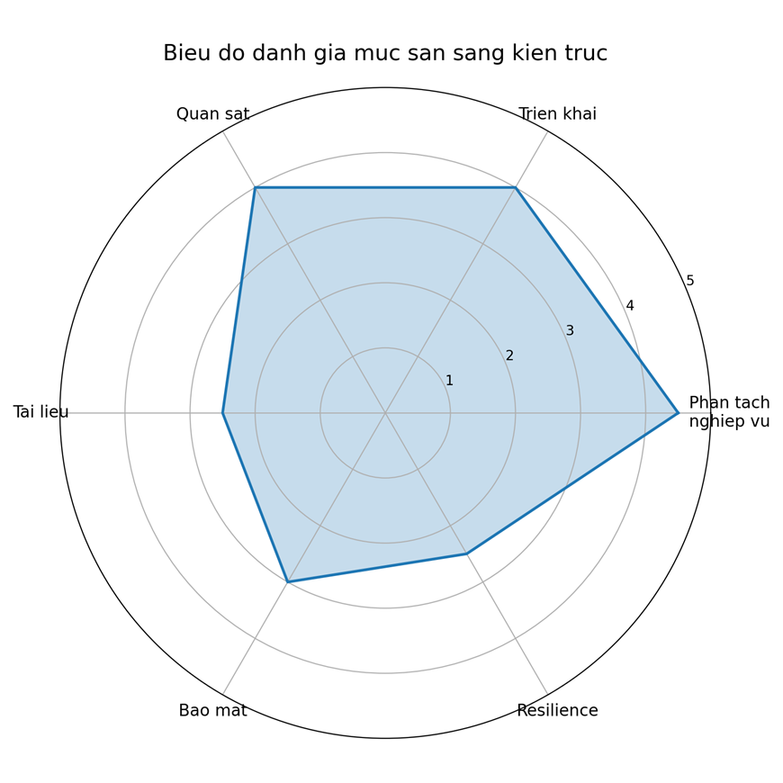 Bieu do danh gia muc san sang kien truc
Quan sat
Trien khai
5
4
3
2
1
Phan tach
nghiep vu
Tai lieu
Bao mat
Resilience